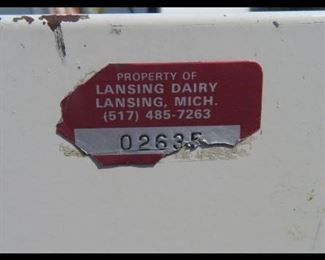 PROPERTY OF
LANSING DAIRY
LANSING, MICH.
(517) 485-7263
02635